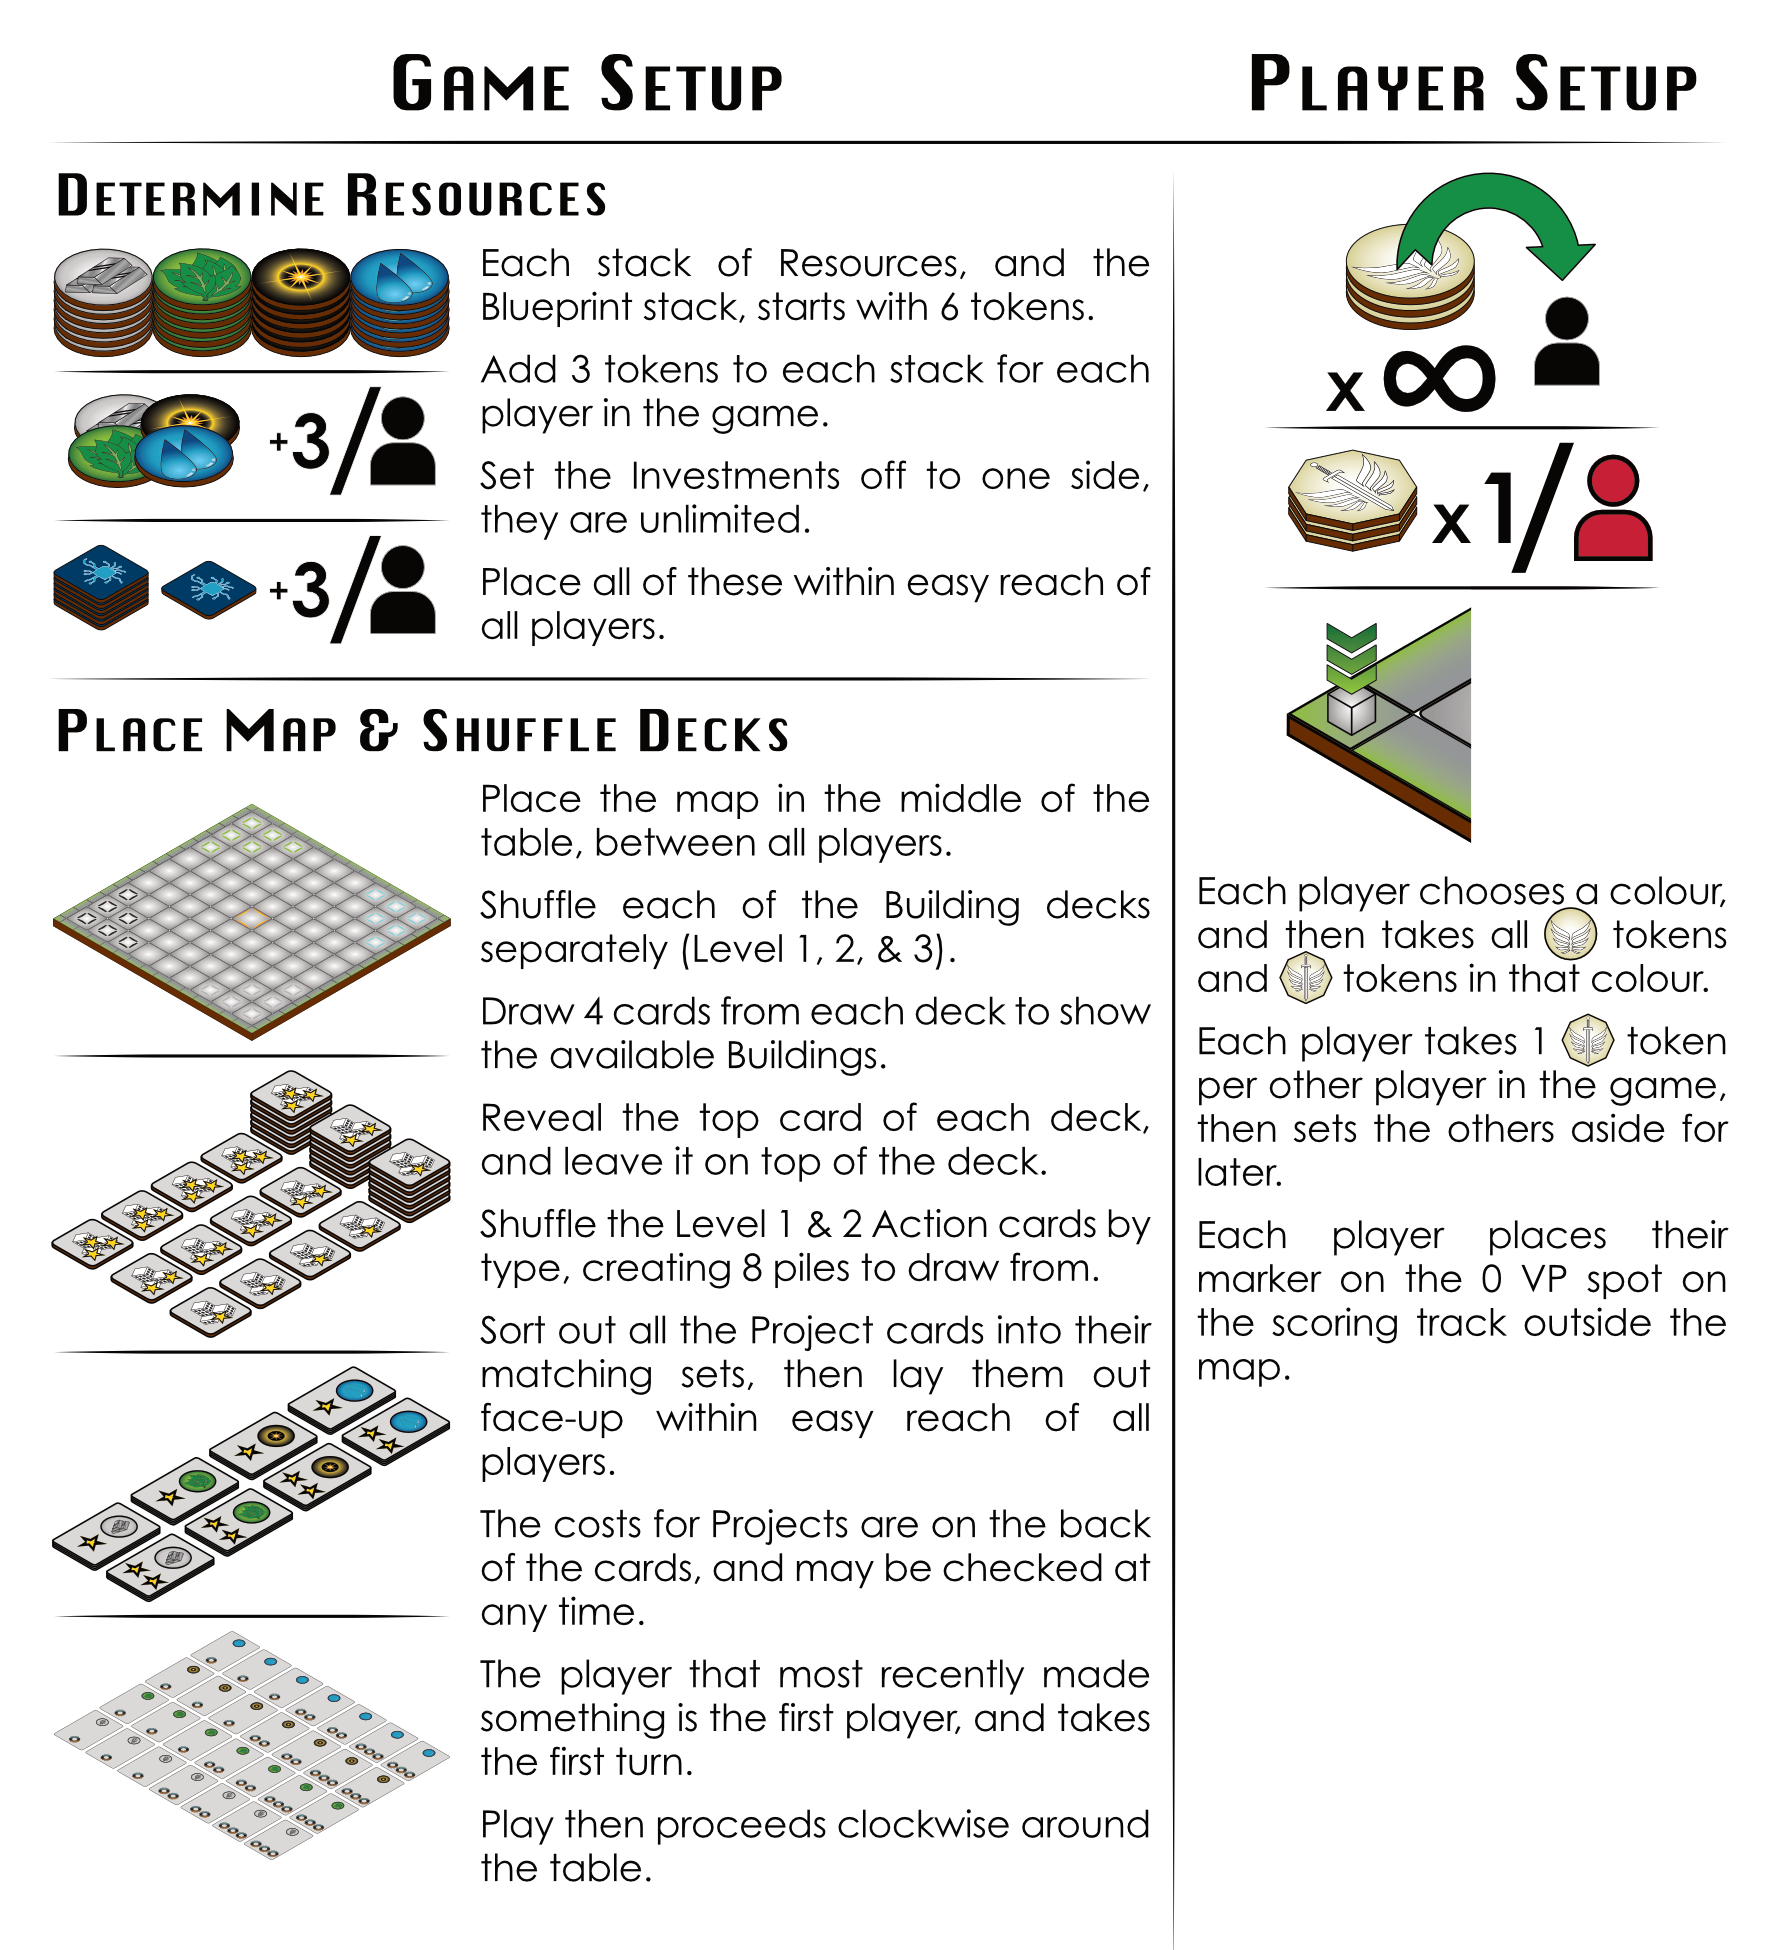 GAME SETUP
DETERMINE RESOURCES
Each stack of Resources, and the
Blueprint stack, starts with 6 tokens.
+3/
Add 3 tokens to each stack for each
player in the game.
Set the Investments off to one side,
they are unlimited.
+3/
Place all of these within easy reach of
all players.
PLACE MAP & SHUFFLE DECKS
Place the map in the middle of the
table, between all players.
Shuffle each of the Building decks
separately (Level 1, 2, & 3).
Draw 4 cards from each deck to show
the available Buildings.
Reveal the top card of each deck,
and leave it on top of the deck.
Shuffle the Level 1 & 2 Action cards by
type, creating 8 piles to draw from.
Sort out all the Project cards into their
matching sets, then lay them out
face-up within easy reach of all
players.
The costs for Projects are on the back
of the cards, and may be checked at
any time.
The player that most recently made
something is the first player, and takes
the first turn.
Play then proceeds clockwise around
the table.
PLAYER SETUP
x ∞
x 1/
Each player chooses a colour,
and then takes all tokens
and tokens in that colour.
Each player takes 1 token
per other player in the game,
then sets the others aside for
later.
Each player places their
marker on the 0 VP spot on
the scoring track outside the
map.